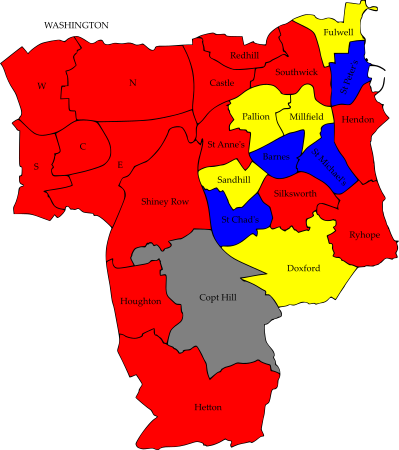 WASHINGTON
Fulwell
Redhill
Southwick
St Peter's
W
N
Castle
Pallion
Millfield
Hendon
S
C
E
St Anne's
Barnes
St Michael's
Sandhill
Silksworth
Shiney Row
St Chad's
Ryhope
Doxford
Houghton
Copt Hill
Hetton